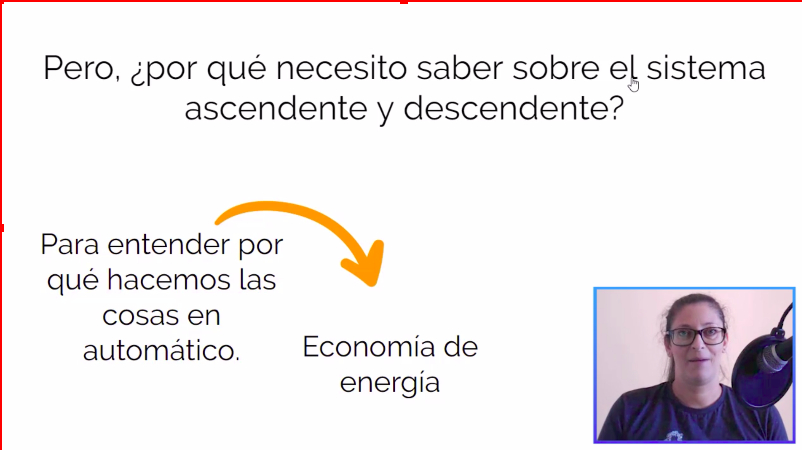 Pero, ¿por qué necesito saber sobre el sistema
ascendente y descendente?
Para entender por
qué hacemos las
cosas en
automático.
Economía de
energía